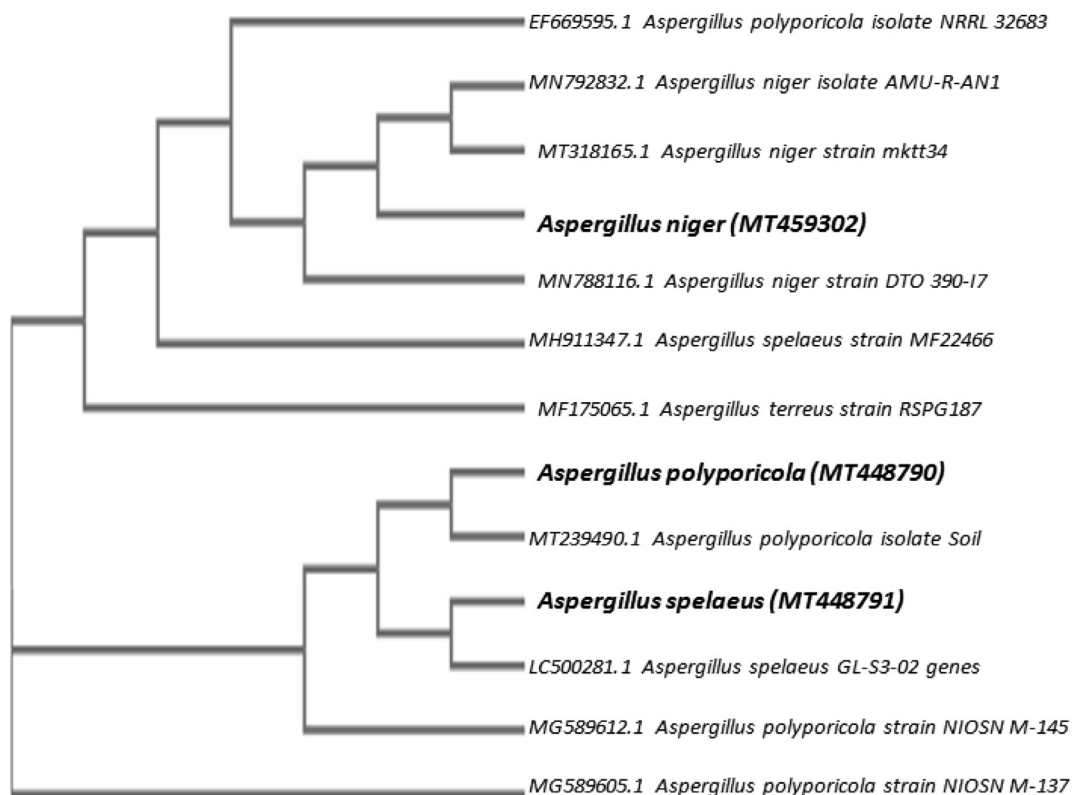 EF669595.1 Aspergillus polyporicola isolate NRRL 32683
MN792832.1 Aspergillus niger isolate AMU-R-AN1
MT318165.1 Aspergillus niger strain mktt34
Aspergillus niger (MT459302)
MN788116.1 Aspergillus niger strain DTO 390-I7
MH911347.1 Aspergillus spelaeus strain MF22466
MF175065.1 Aspergillus terreus strain RSPG187
Aspergillus polyporicola (MT448790)
MT239490.1 Aspergillus polyporicola isolate Soil
Aspergillus spelaeus (MT448791)
LC500281.1 Aspergillus spelaeus GL-S3-02 genes
MG589612.1 Aspergillus polyporicola strain NIOSN M-145
MG589605.1 Aspergillus polyporicola strain NIOSN M-137